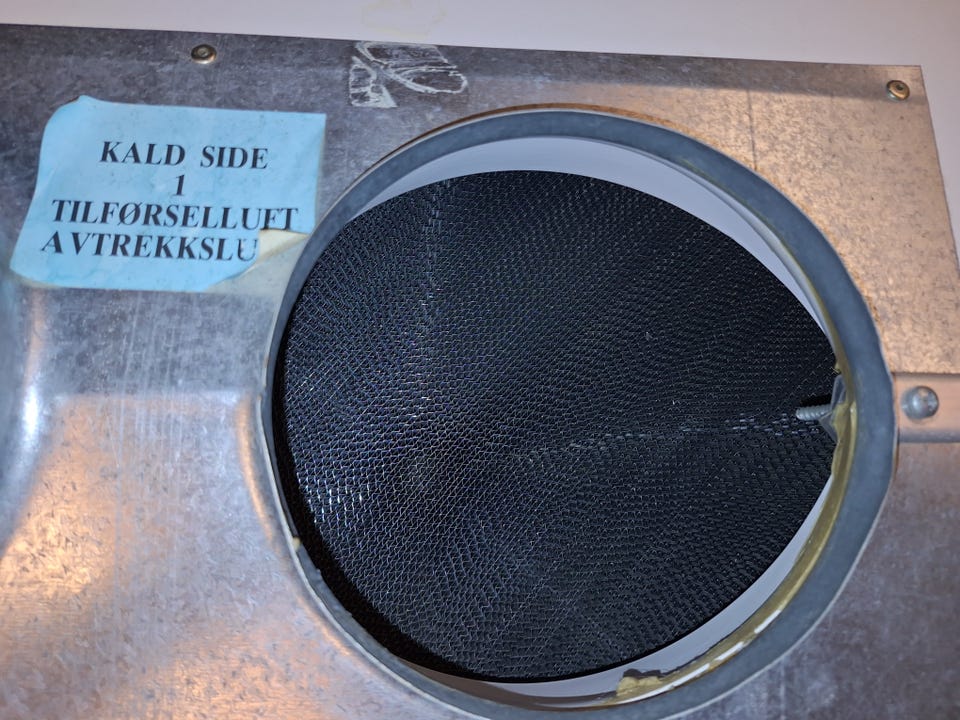 KALD SIDE
1
TILFØRSELLUFT
AVTREKKSLU